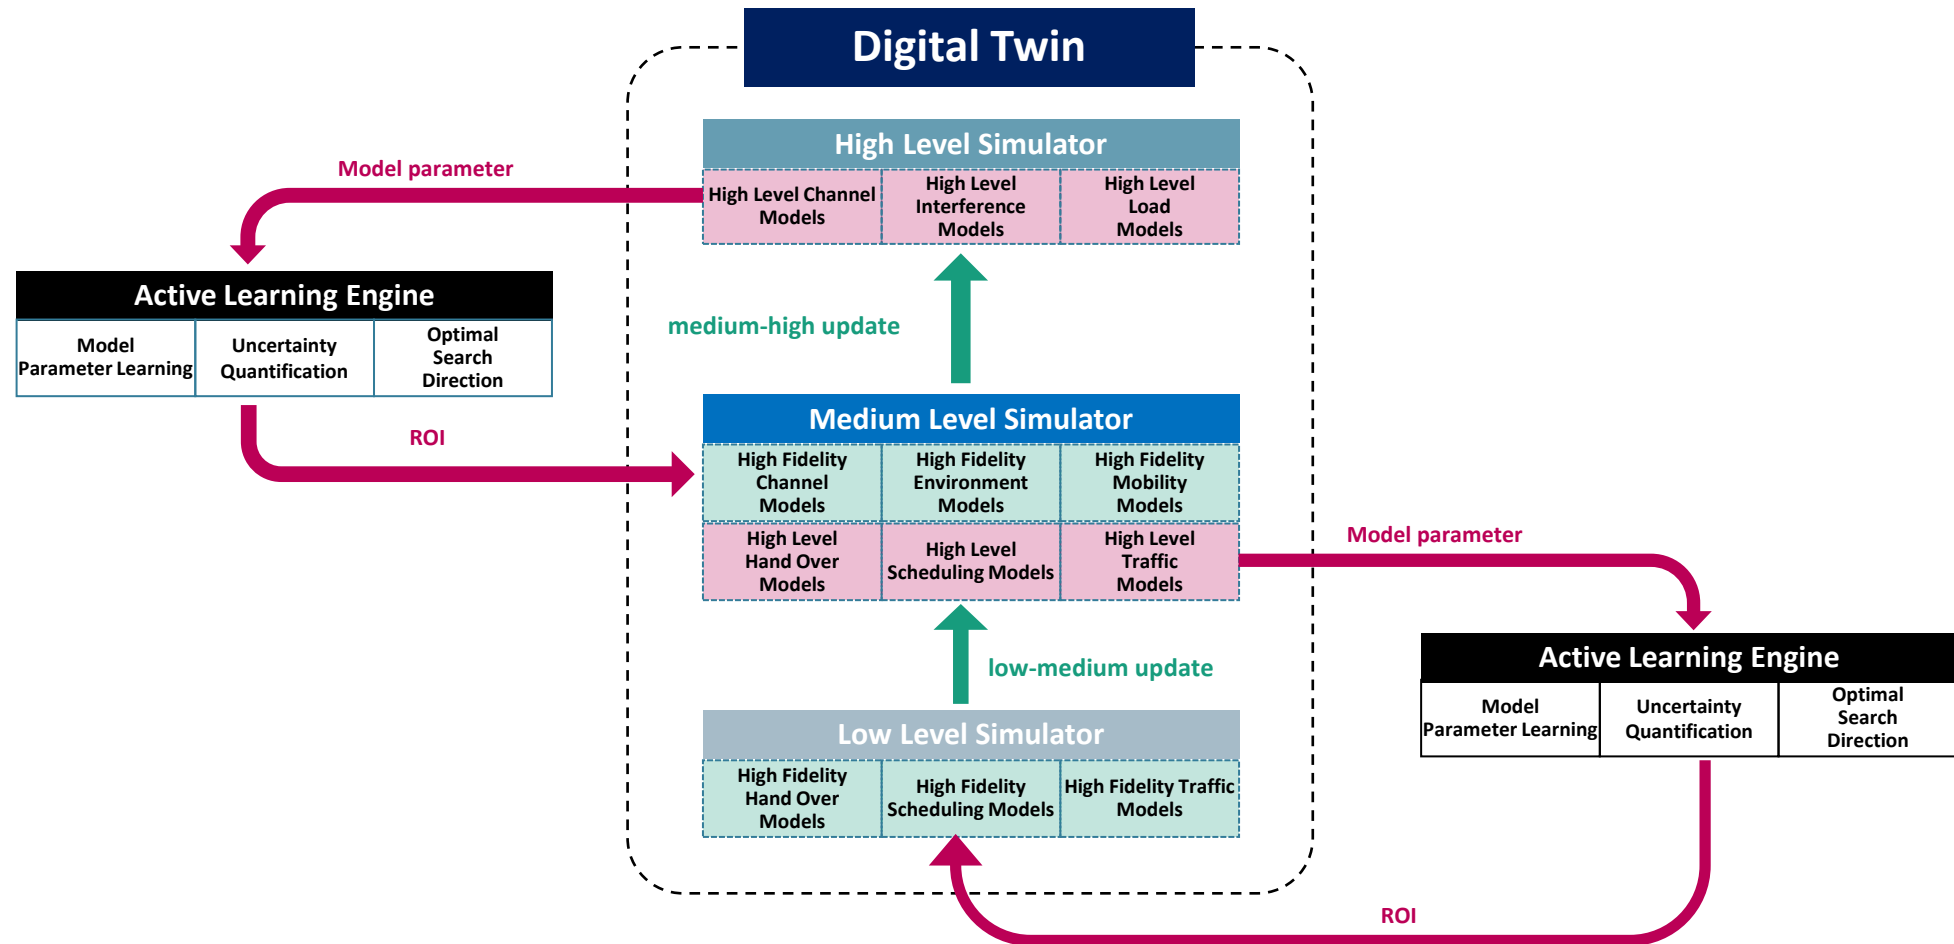 Digital Twin
High Level Simulator
Model parameter
High Level Channel
Models
High Level
Interference
Models
High Level
Load
Models
Active Learning Engine
Model
Parameter Learning
Uncertainty
Quantification
Optimal
Search
Direction
medium-high update
ROI
Medium Level Simulator
High Fidelity
Channel
Models
High Fidelity
Environment
Models
High Fidelity
Mobility
Models
High Level
Hand Over
Models
High Level
Scheduling Models
High Level
Traffic
Models
Model parameter
low-medium update
Active Learning Engine
Model
Parameter Learning
Uncertainty
Quantification
Optimal
Search
Direction
Low Level Simulator
High Fidelity
Hand Over
Models
High Fidelity
Scheduling Models
High Fidelity Traffic
Models
ROI